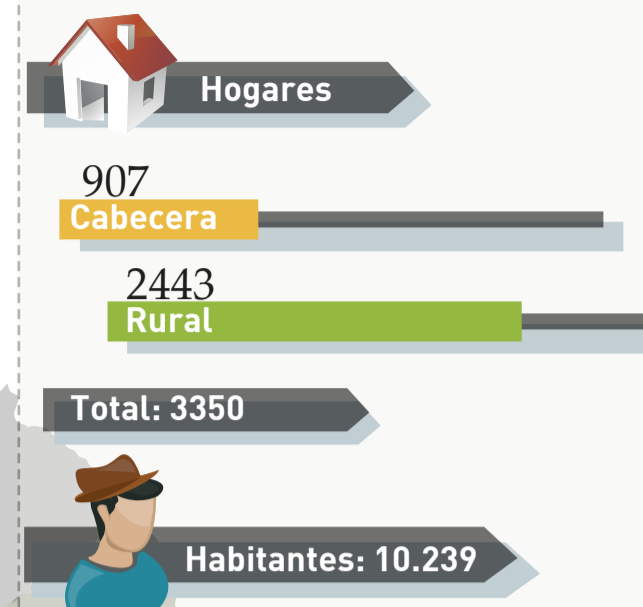 Hogares
907
Cabecera
2443
Rural
Total: 3350
Habitantes: 10.239